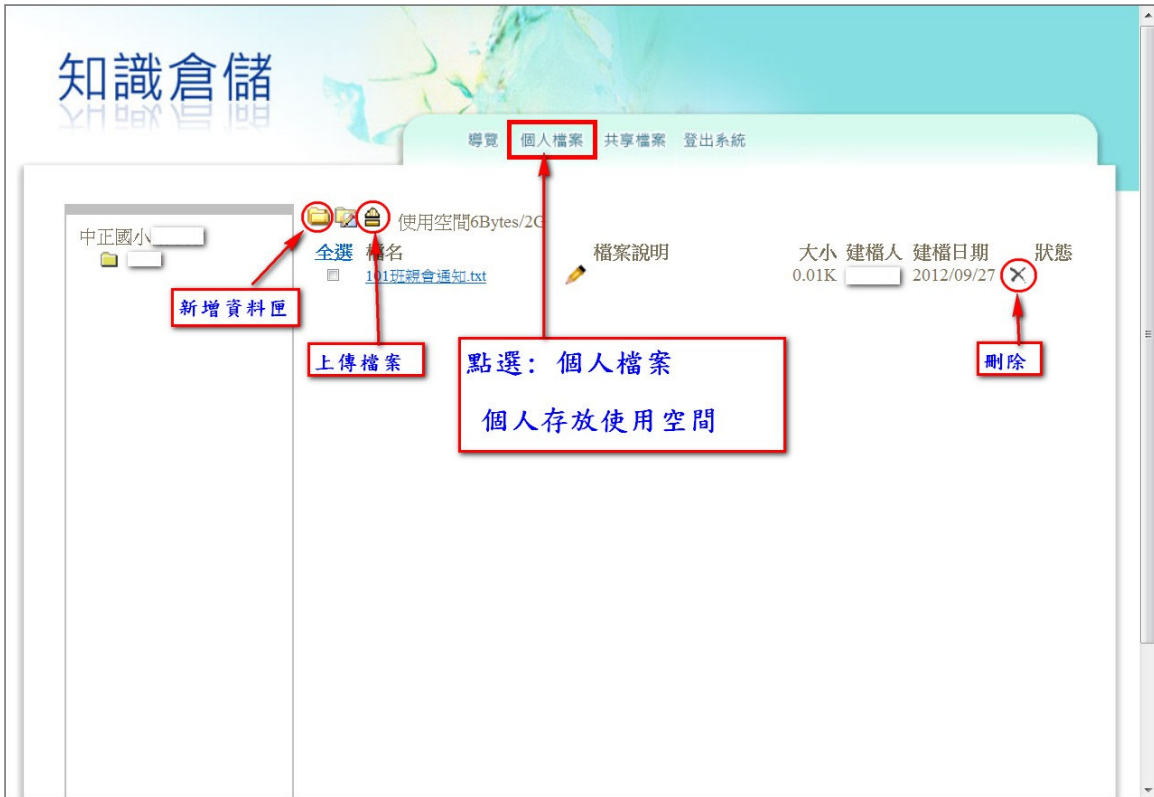 知識倉儲
導覽 個人檔案 共享檔案 登出系統
中正國小
使用空間6Bytes/2G
全選 檔名 檔案說明 大小 建檔人 建檔日期 狀態
101班親會通知.txt 0.01K 2012/09/27
新增資料匣
上傳檔案
點選: 個人檔案
個人存放使用空間
刪除